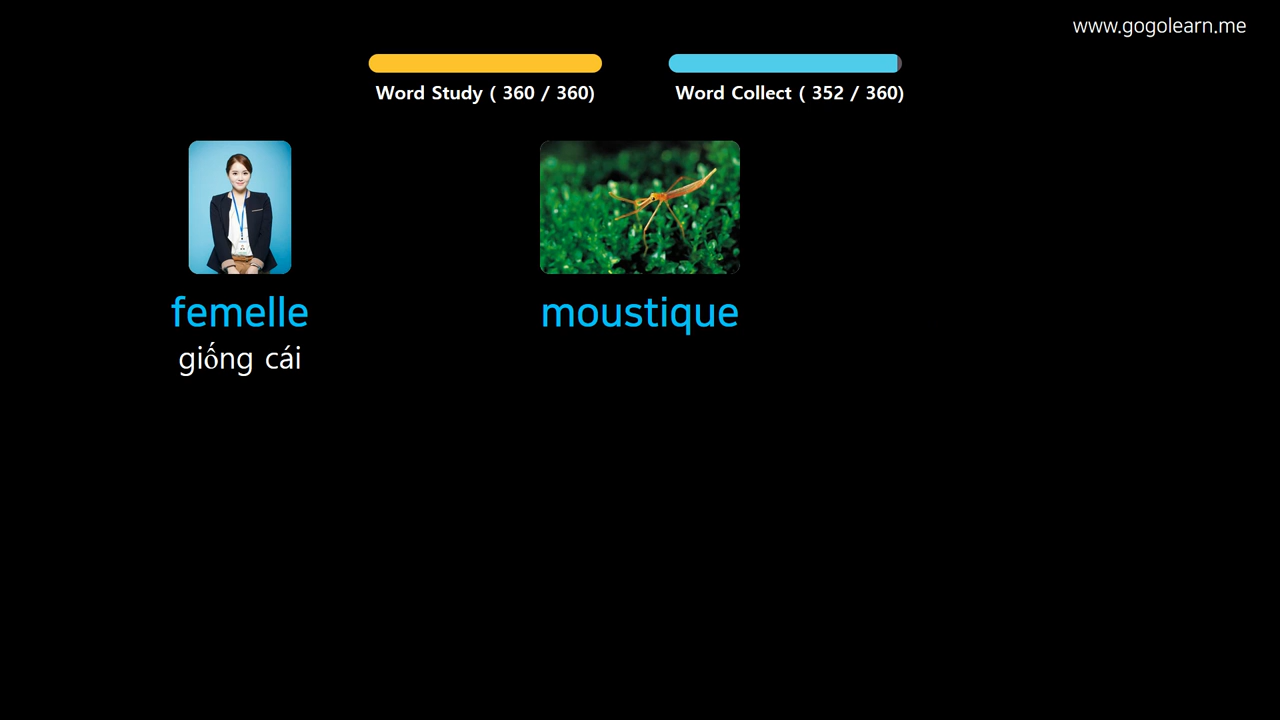 www.gogolearn.me
Word Study ( 360 / 360)
Word Collect ( 352 / 360)
femelle
giống cái
moustique